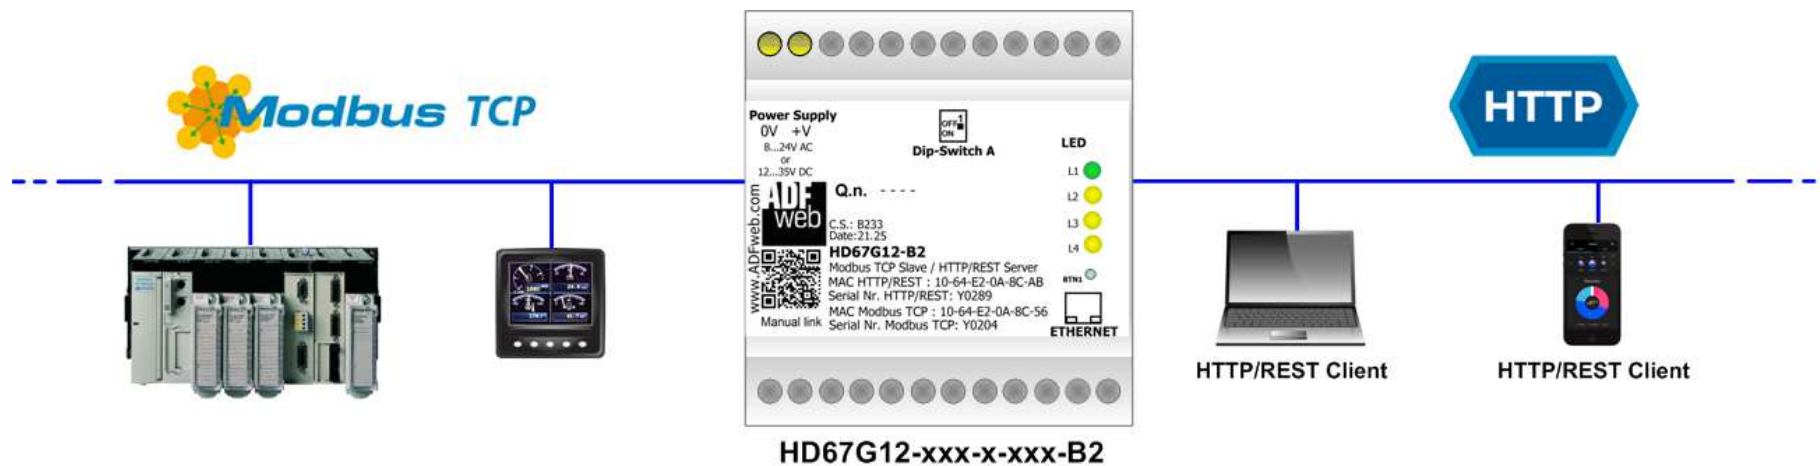 Modbus TCP
Power Supply
0V +V
8...24V AC
or
12...35V DC
OFF 1
ON
Dip-Switch A
LED
L1
L2
L3
L4
BTN1
ETHERNET
www.ADFweb.com
ADF
web
Q.n. - - - -
C.S.: B233
Date:21.25
HD67G12-B2
Modbus TCP Slave / HTTP/REST Server
MAC HTTP/REST : 10-64-E2-0A-8C-AB
Serial Nr. HTTP/REST: Y0289
MAC Modbus TCP : 10-64-E2-0A-8C-56
Serial Nr. Modbus TCP: Y0204
Manual link
HD67G12-xxx-x-xxx-B2
HTTP
HTTP/REST Client
HTTP/REST Client